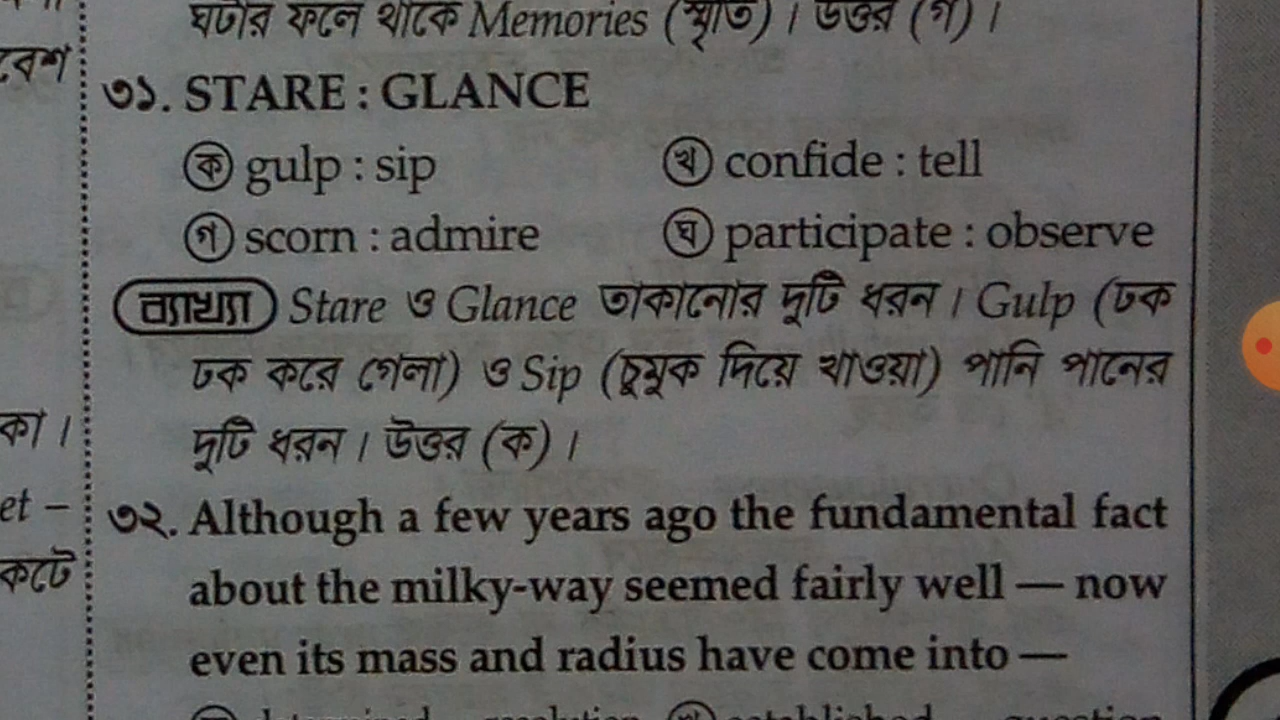 বেশ
কা।
et –
কটে
ঘটার ফলে থাকে Memories (স্মৃতি)। উত্তর (গ)।
৩১. STARE : GLANCE
ক gulp : sip খ confide : tell
গ scorn : admire ঘ participate : observe
ব্যাখ্যা Stare ও Glance তাকানোর দুটি ধরন। Gulp (ঢক
ঢক করে গেলা) ও Sip (চুমুক দিয়ে খাওয়া) পানি পানের
দুটি ধরন। উত্তর (ক)।
৩২. Although a few years ago the fundamental fact
about the milky-way seemed fairly well — now
even its mass and radius have come into —